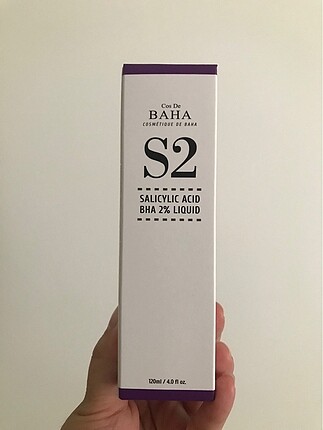 Cos De
BAHA
COSMÉTIQUE DE BAHA
S2
SALICYLIC ACID
BHA 2% LIQUID
120ml / 4.0 fl oz.